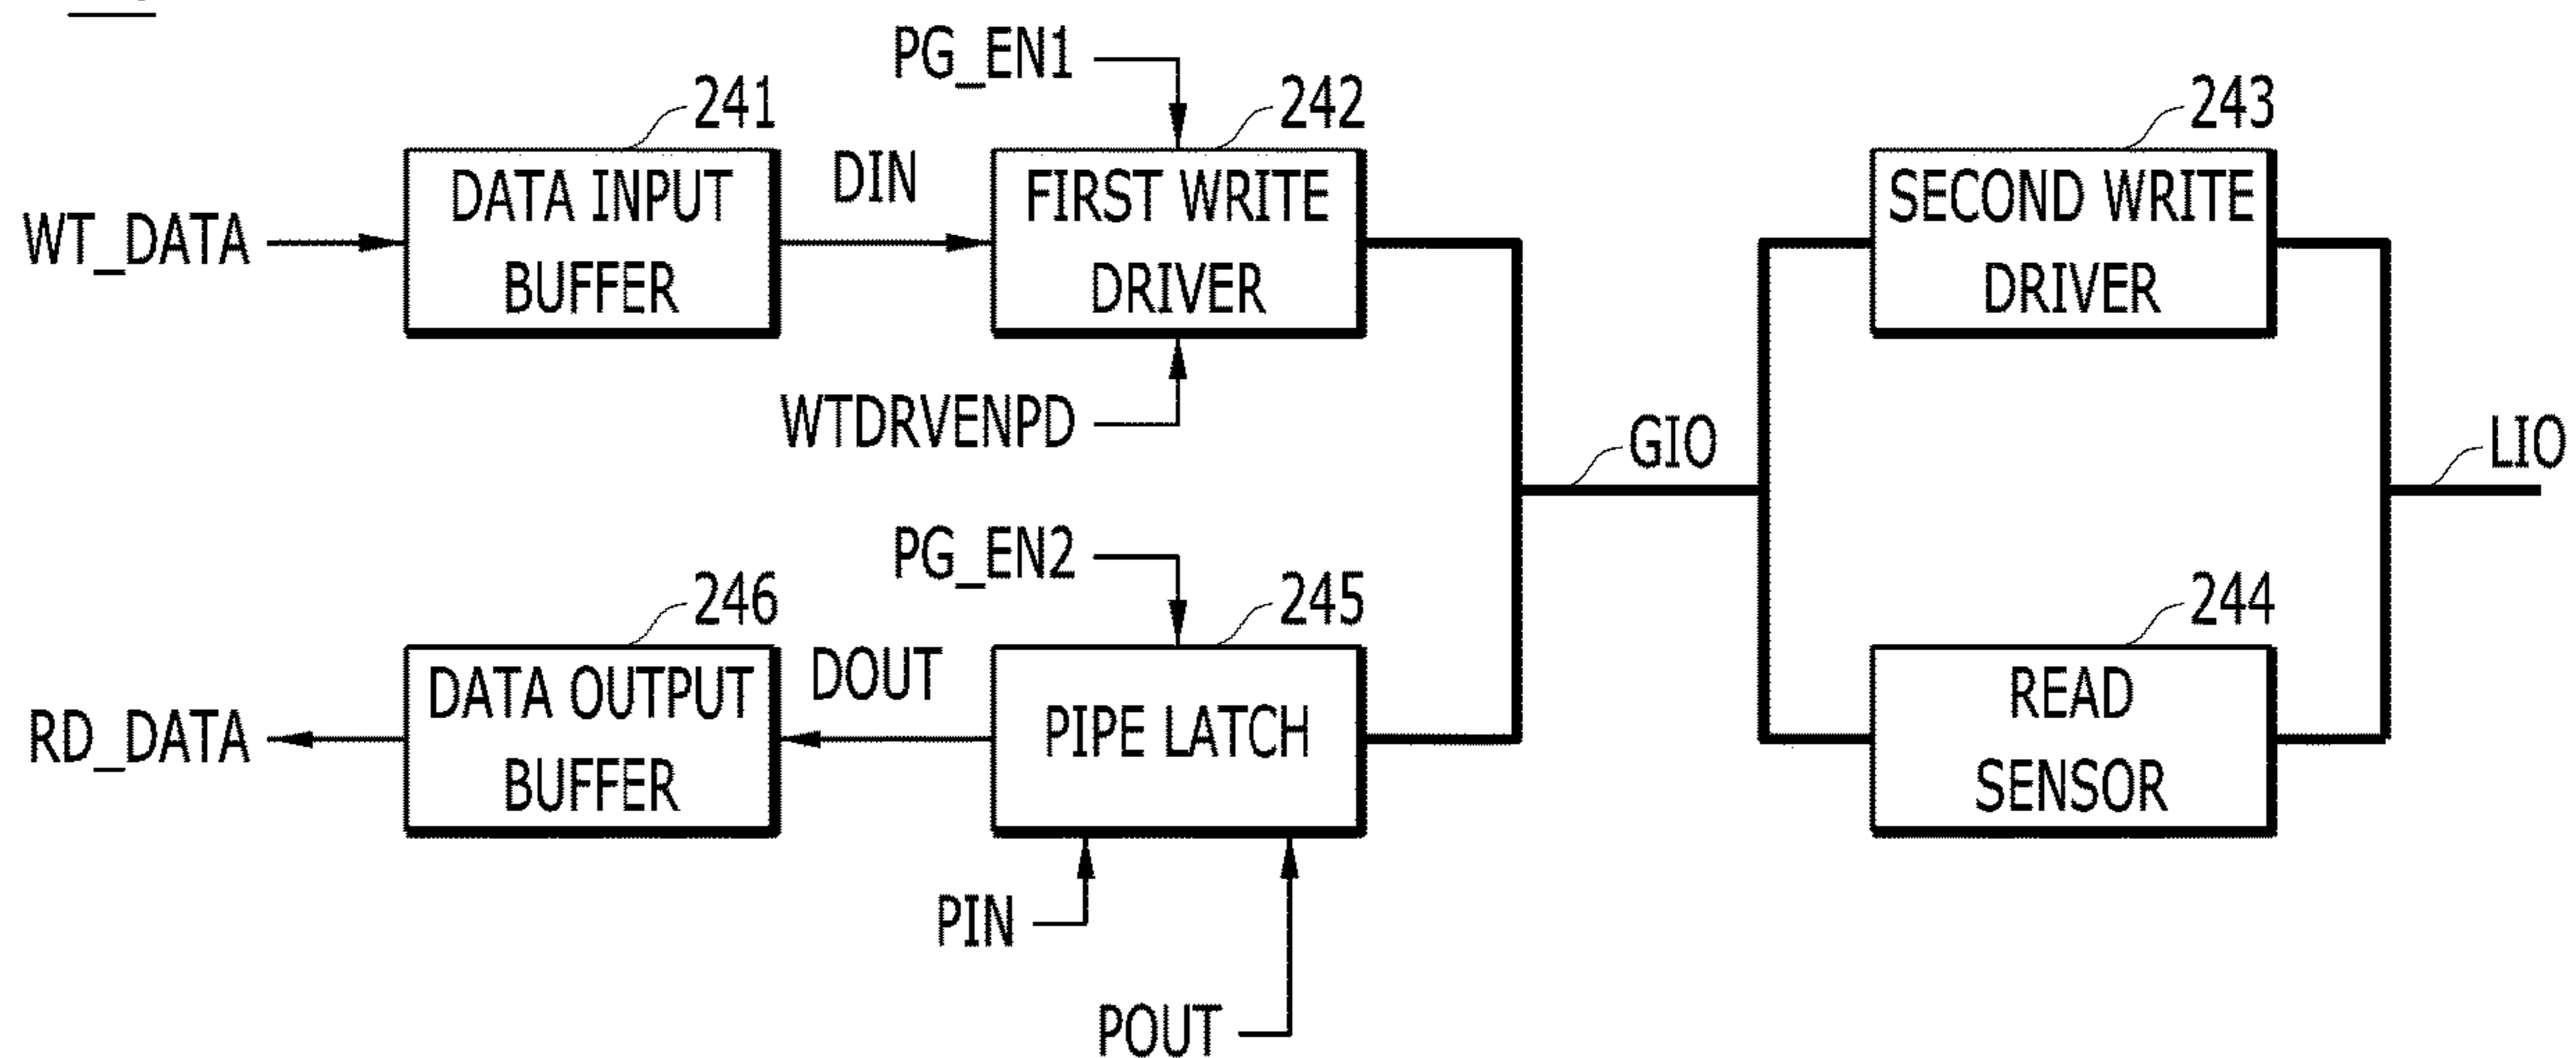 PG_EN1
241
242
243
DIN
WT_DATA
DATA INPUT
BUFFER
FIRST WRITE
DRIVER
SECOND WRITE
DRIVER
WTDRVENPD
GIO
LIO
PG_EN2
246
245
244
DOUT
RD_DATA
DATA OUTPUT
BUFFER
PIPE LATCH
READ
SENSOR
PIN
POUT